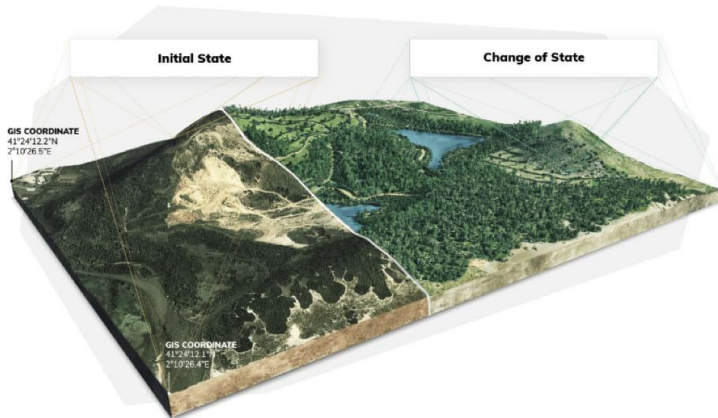 Initial State
Change of State
GIS COORDINATE
41°24'12.2"N
2°10'26.5"E
GIS COORDINATE
41°24'12.1"N
2°10'26.4"E